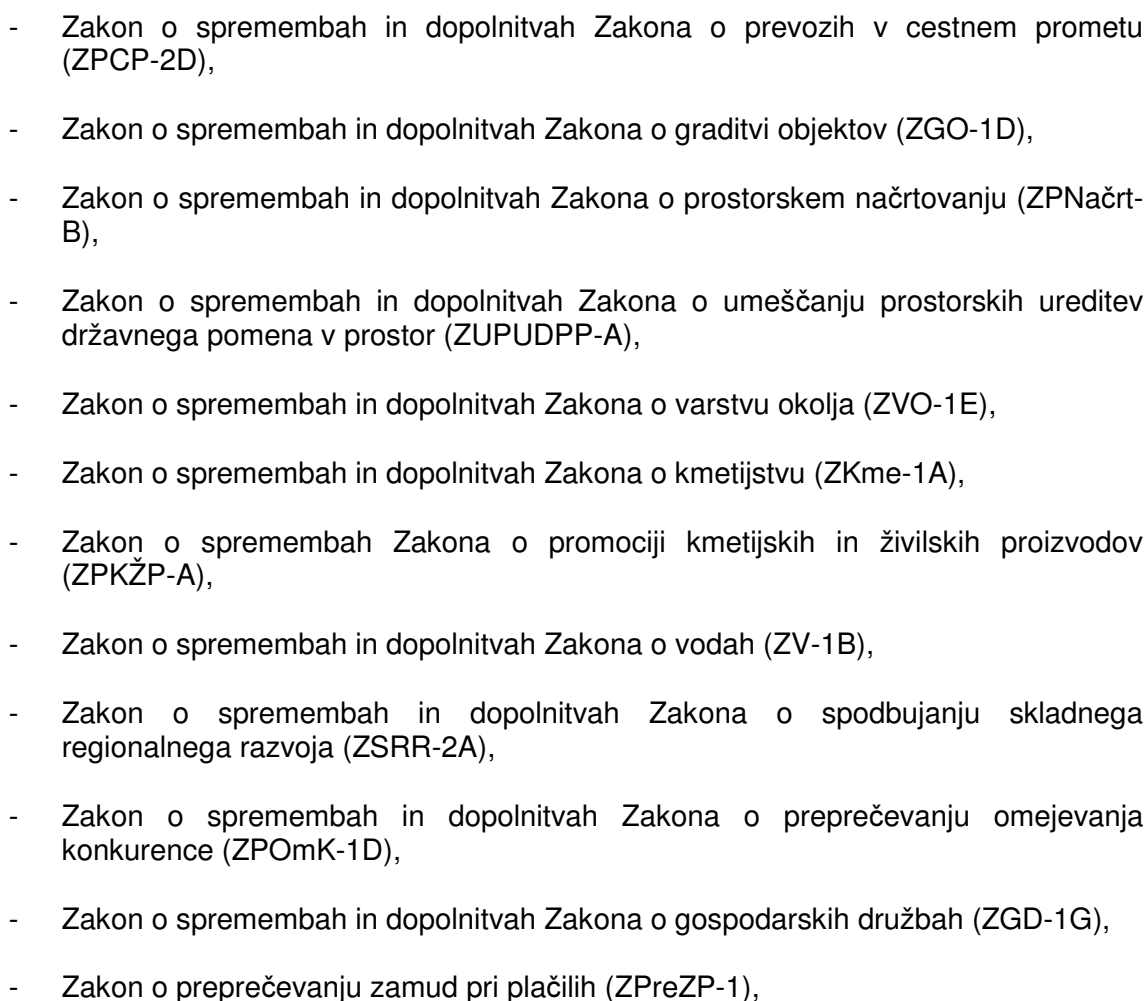 - Zakon o spremembah in dopolnitvah Zakona o prevozih v cestnem prometu
(ZPCP-2D),
- Zakon o spremembah in dopolnitvah Zakona o graditvi objektov (ZGO-1D),
- Zakon o spremembah in dopolnitvah Zakona o prostorskem načrtovanju (ZPNačrt-
B),
- Zakon o spremembah in dopolnitvah Zakona o umeščanju prostorskih ureditev
državnega pomena v prostor (ZUPUDPP-A),
- Zakon o spremembah in dopolnitvah Zakona o varstvu okolja (ZVO-1E),
- Zakon o spremembah in dopolnitvah Zakona o kmetijstvu (ZKme-1A),
- Zakon o spremembah Zakona o promociji kmetijskih in živilskih proizvodov
(ZPKŽP-A),
- Zakon o spremembah in dopolnitvah Zakona o vodah (ZV-1B),
- Zakon o spremembah in dopolnitvah Zakona o spodbujanju skladnega
regionalnega razvoja (ZSRR-2A),
- Zakon o spremembah in dopolnitvah Zakona o preprečevanju omejevanja
konkurence (ZPOmK-1D),
- Zakon o spremembah in dopolnitvah Zakona o gospodarskih družbah (ZGD-1G),
- Zakon o preprečevanju zamud pri plačilih (ZPreZP-1),